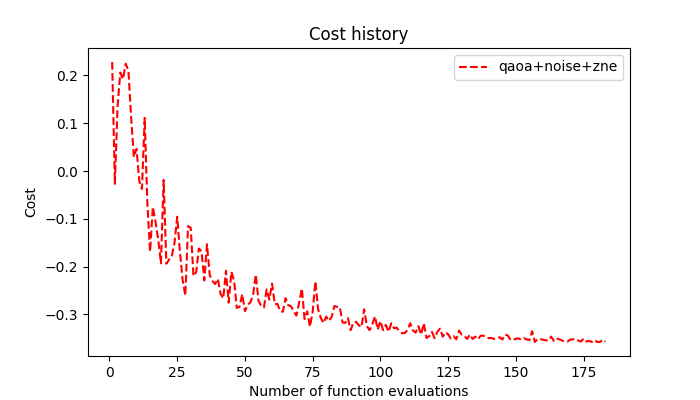 Cost history
qaoa+noise+zne
Cost
0.2
0.1
0.0
−0.1
−0.2
−0.3
0 25 50 75 100 125 150 175
Number of function evaluations